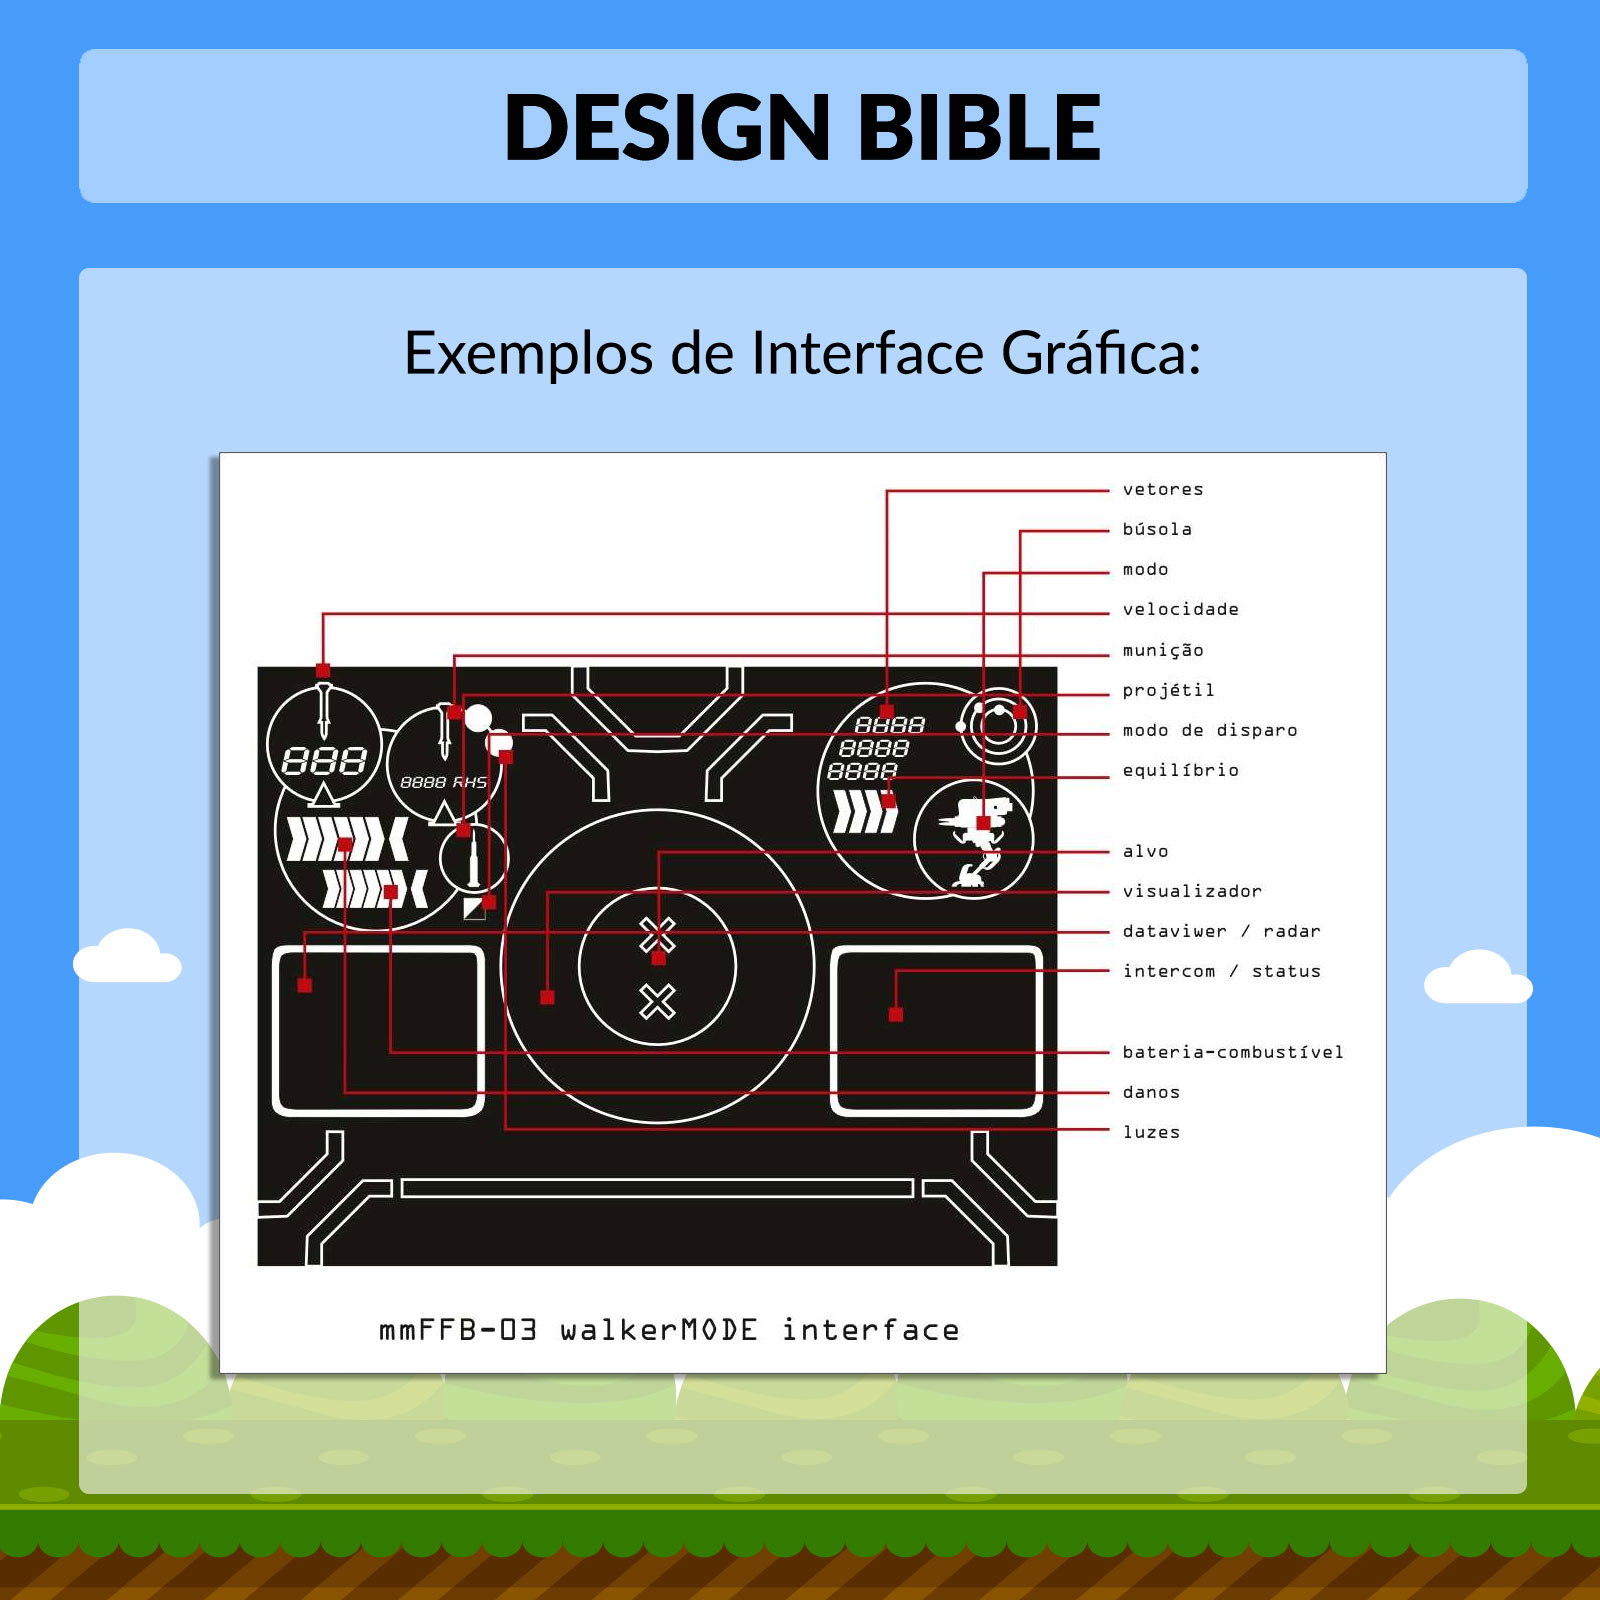 DESIGN BIBLE
Exemplos de Interface Gráfica:
vetores
búsola
modo
velocidade
munição
projétil
modo de disparo
equilíbrio
alvo
visualizador
dataviwer / radar
intercom / status
bateria-combustível
danos
luzes
888
8888 RHS
8888
8888
8888
mmFFB-03 walkerMODE interface